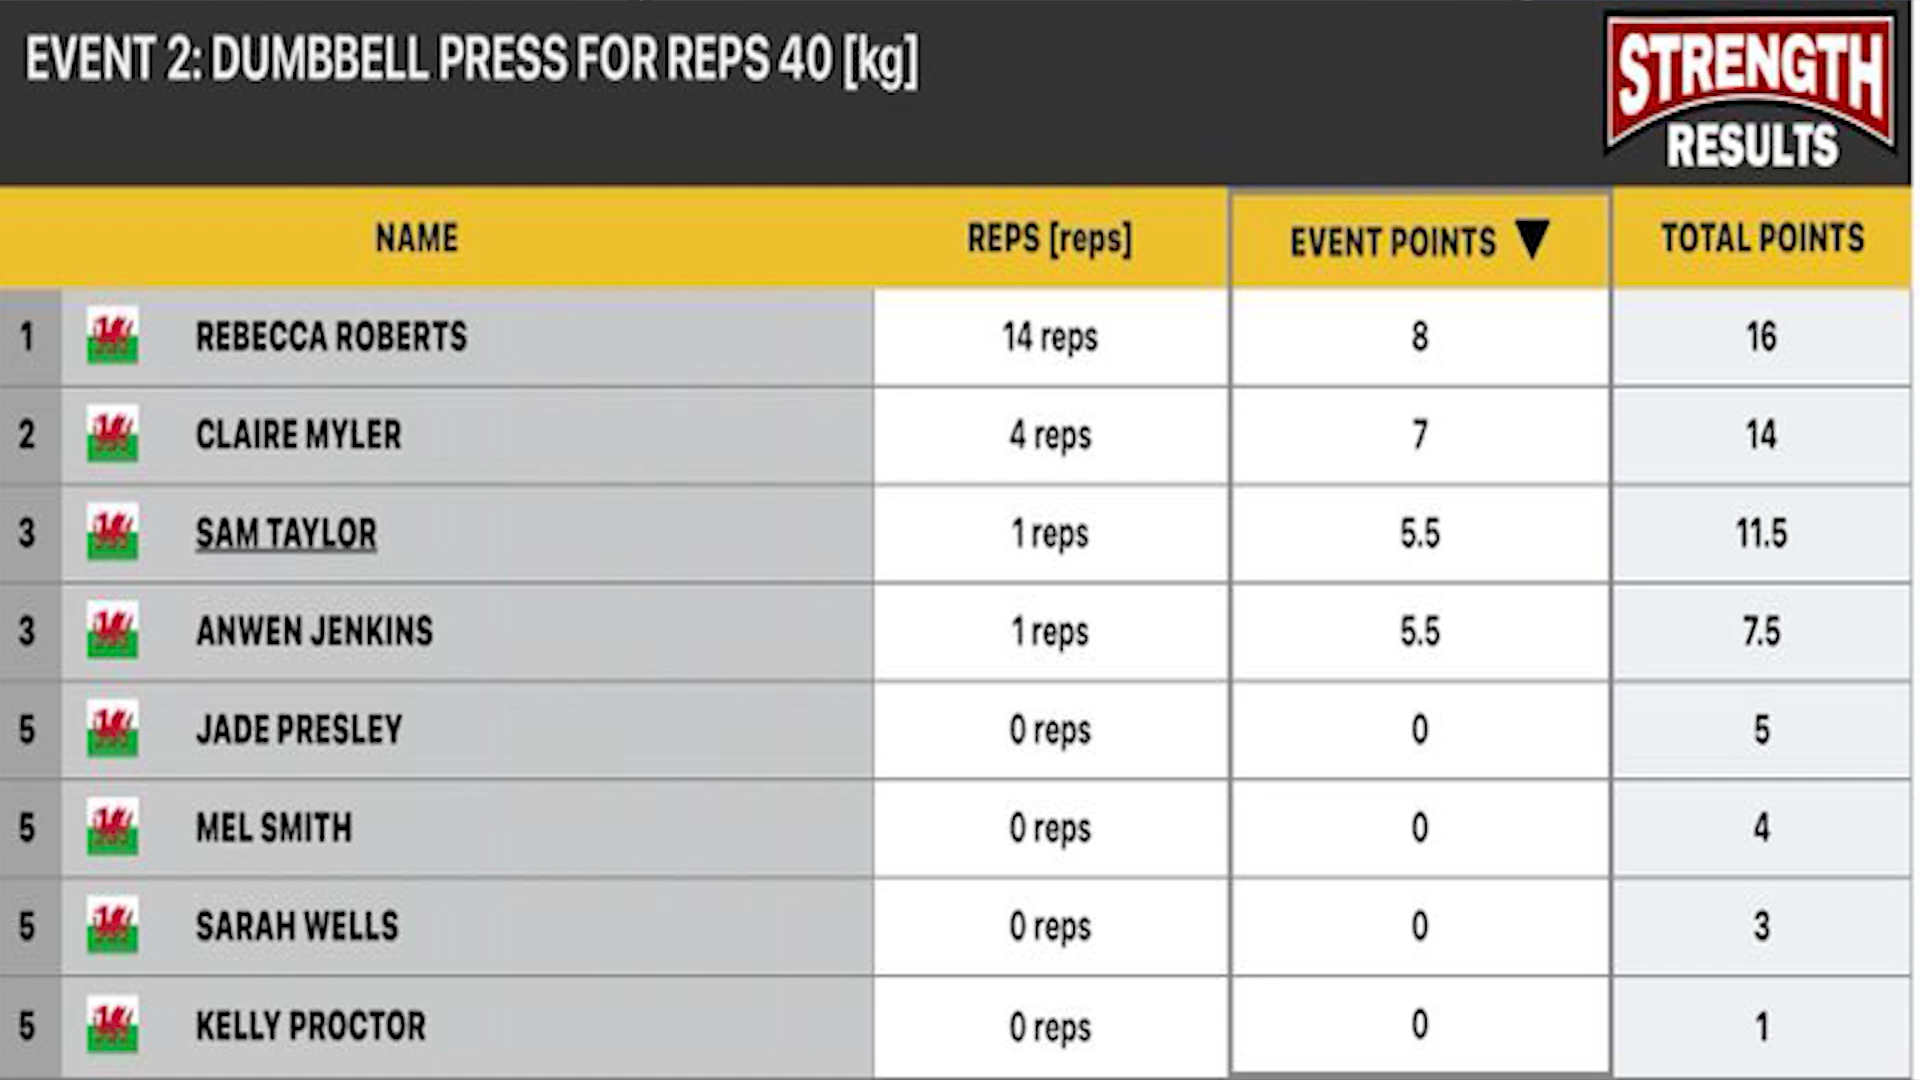 EVENT 2: DUMBBELL PRESS FOR REPS 40 [kg]
STRENGTH
RESULTS
NAME REPS [reps] EVENT POINTS ▼ TOTAL POINTS
1 REBECCA ROBERTS 14 reps 8 16
2 CLAIRE MYLER 4 reps 7 14
3 SAM TAYLOR 1 reps 5.5 11.5
3 ANWEN JENKINS 1 reps 5.5 7.5
5 JADE PRESLEY 0 reps 0 5
5 MEL SMITH 0 reps 0 4
5 SARAH WELLS 0 reps 0 3
5 KELLY PROCTOR 0 reps 0 1